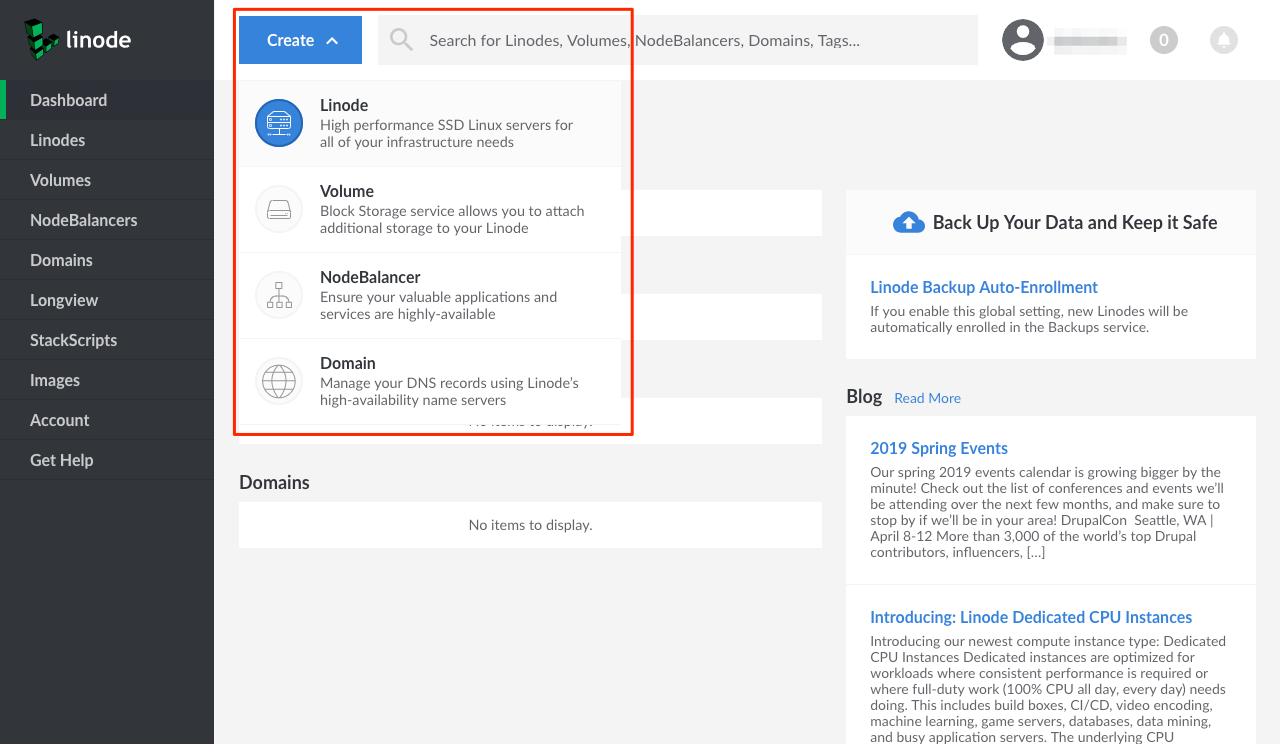 linode
Create
Search for Linodes, Volumes, NodeBalancers, Domains, Tags...
0
Dashboard
Linodes
Volumes
NodeBalancers
Domains
Longview
StackScripts
Images
Account
Get Help
Linode
High performance SSD Linux servers for
all of your infrastructure needs
Volume
Block Storage service allows you to attach
additional storage to your Linode
NodeBalancer
Ensure your valuable applications and
services are highly-available
Domain
Manage your DNS records using Linode's
high-availability name servers
No items to display.
Domains
No items to display.
Back Up Your Data and Keep it Safe
Linode Backup Auto-Enrollment
If you enable this global setting, new Linodes will be
automatically enrolled in the Backups service.
Blog Read More
2019 Spring Events
Our spring 2019 events calendar is growing bigger by the
minute! Check out the list of conferences and events we'll
be attending over the next few months, and make sure to
stop by if we'll be in your area! DrupalCon Seattle, WA |
April 8-12 More than 3,000 of the world's top Drupal
contributors, influencers, [...]
Introducing: Linode Dedicated CPU Instances
Introducing our newest compute instance type: Dedicated
CPU Instances Dedicated instances are optimized for
workloads where consistent performance is required or
where full-duty work (100% CPU all day, every day) needs
doing. This includes build boxes, CI/CD, video encoding,
machine learning, game servers, databases, data mining,
and busy application servers. The underlying CPU